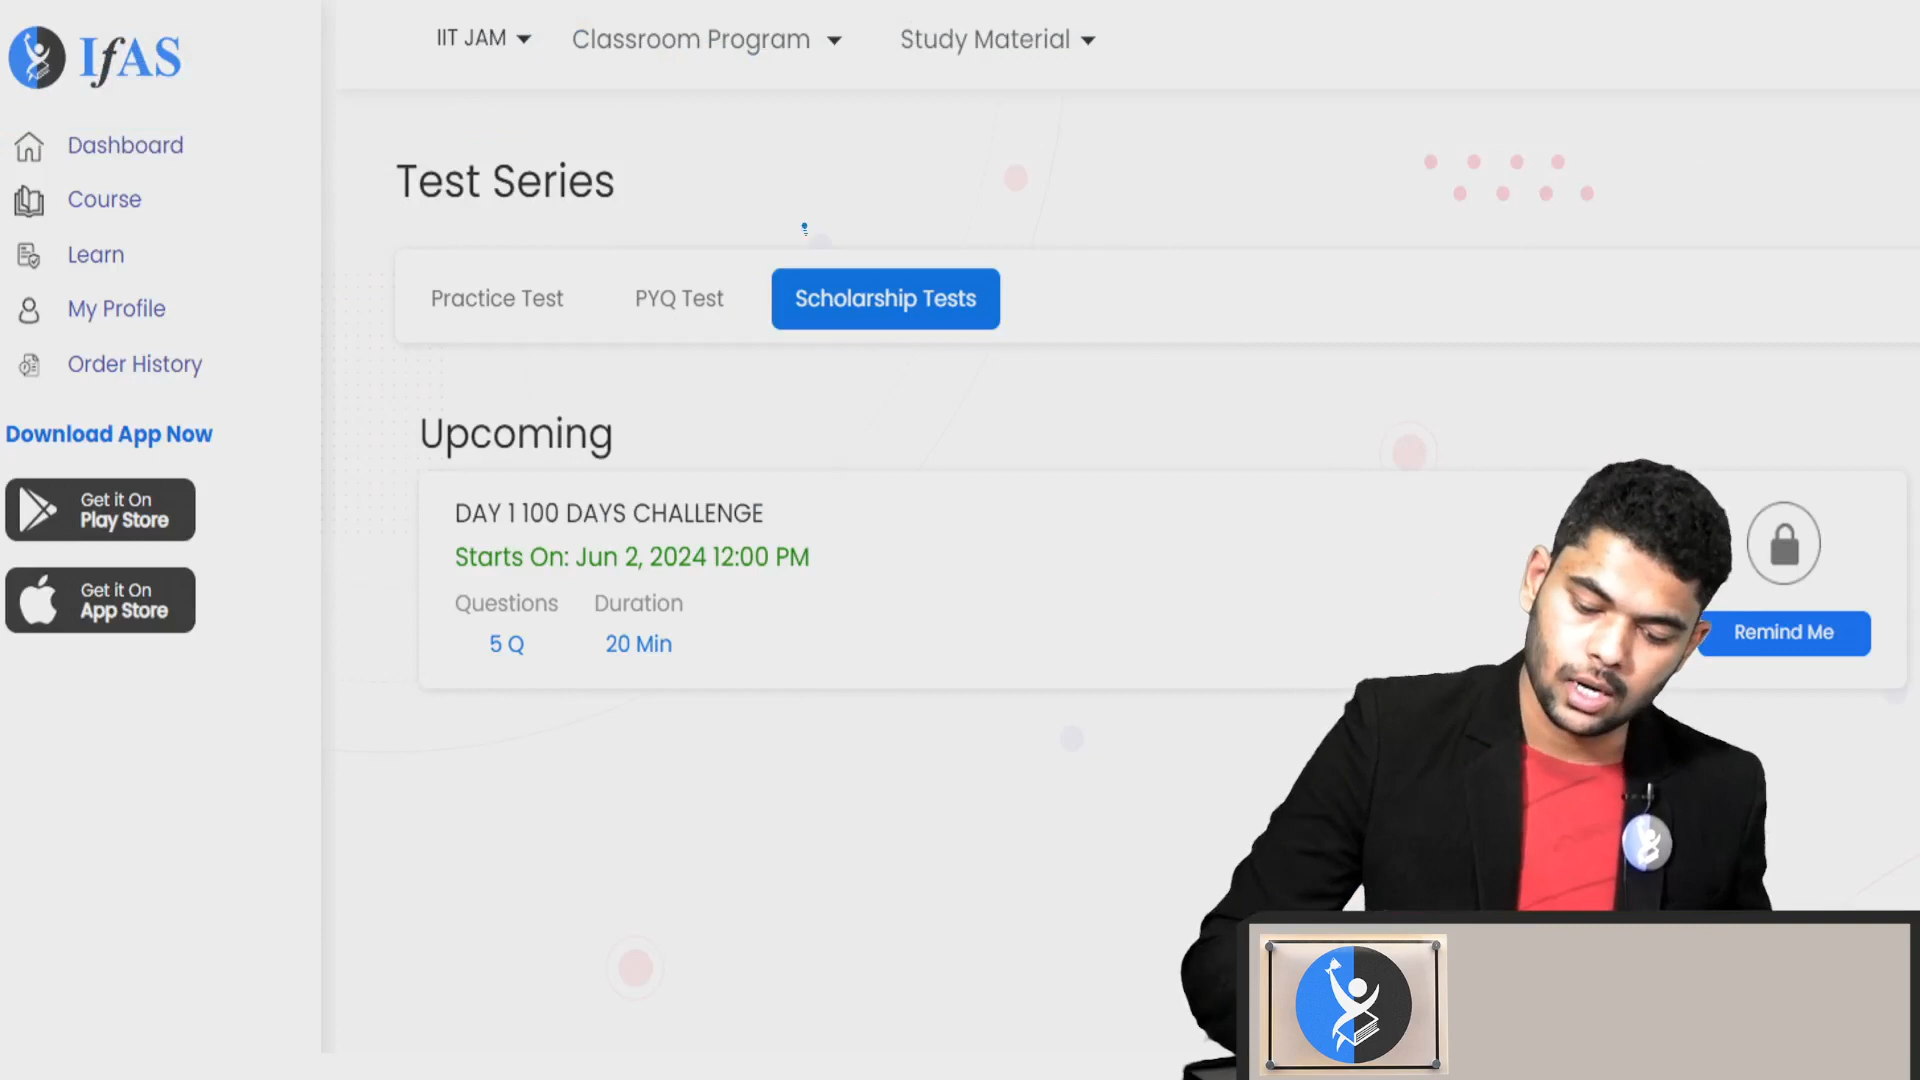 IfAS
IIT JAM
Classroom Program
Study Material
Dashboard
Course
Learn
My Profile
Order History
Download App Now
Get it On
Play Store
Get it On
App Store
Test Series
Practice Test
PYQ Test
Scholarship Tests
Upcoming
DAY 1 100 DAYS CHALLENGE
Starts On: Jun 2, 2024 12:00 PM
Questions
Duration
5 Q
20 Min
Remind Me